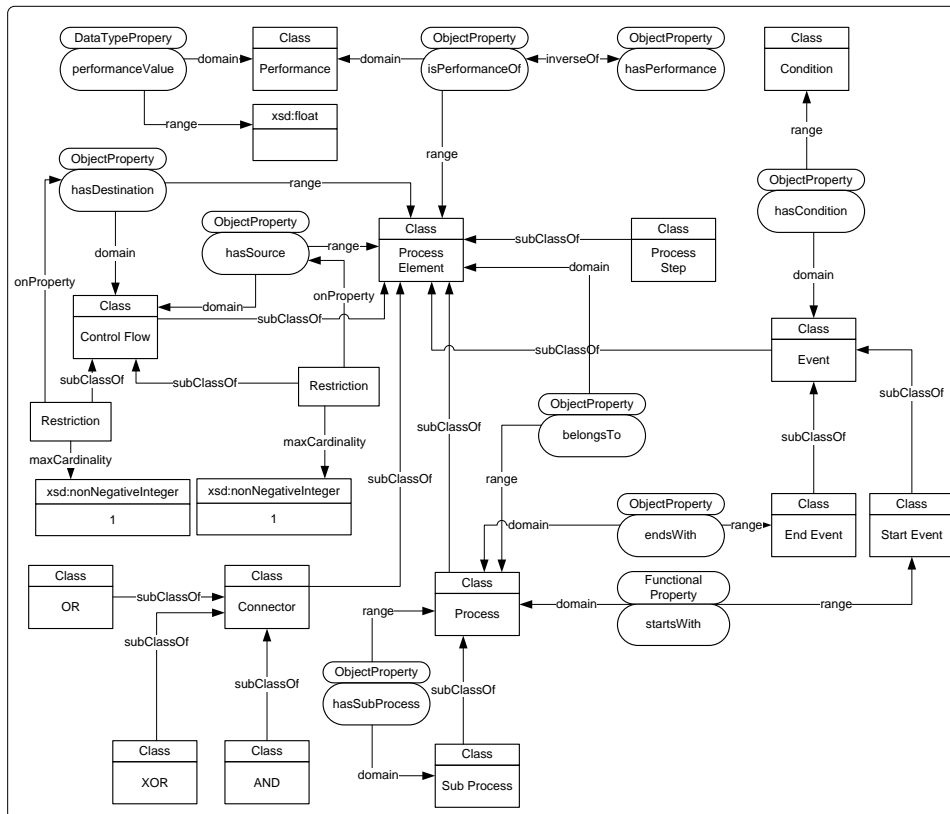 DataTypePropery
performanceValue
domain
Class
Performance
domain
ObjectProperty
isPerformanceOf
inverseOf
ObjectProperty
hasPerformance
Class
Condition
range
xsd:float
range
range
ObjectProperty
hasDestination
range
ObjectProperty
hasCondition
domain
ObjectProperty
hasSource
range
domain
Class
Process
Element
subClassOf
Class
Process
Step
domain
domain
onProperty
onProperty
Class
Control Flow
subClassOf
subClassOf
subClassOf
Restriction
subClassOf
Class
Event
Restriction
maxCardinality
xsd:nonNegativeInteger
1
maxCardinality
xsd:nonNegativeInteger
1
subClassOf
subClassOf
ObjectProperty
belongsTo
range
subClassOf
subClassOf
ObjectProperty
endsWith
domain
range
Class
End Event
Class
Start Event
Class
OR
subClassOf
Class
Connector
subClassOf
Class
Process
domain
Functional
Property
startsWith
range
range
ObjectProperty
hasSubProcess
domain
subClassOf
subClassOf
Class
XOR
Class
AND
Class
Sub Process